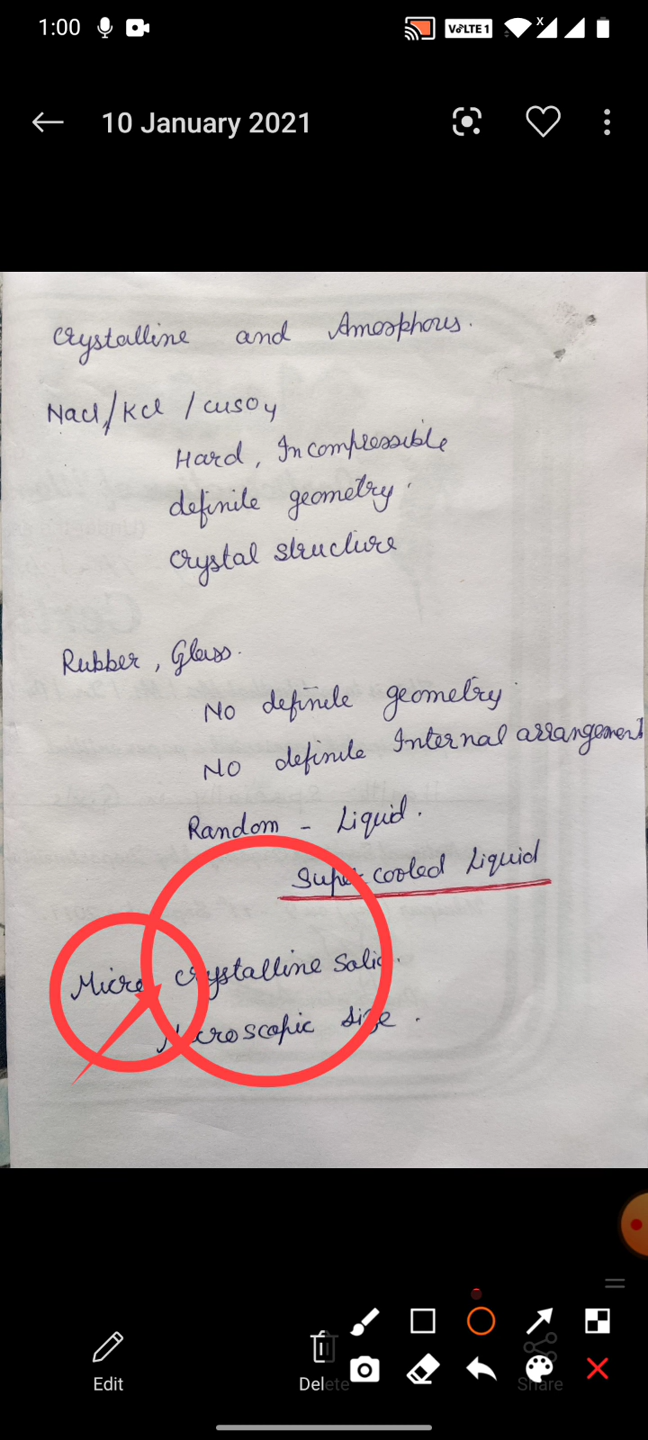 1:00
VoLTE 1
10 January 2021
Crystalline and Amorphous.
Nacl/Kcl / CuSO4
Hard, Incompressible
definite geometry.
Crystal structure
Rubber, Glass.
No definite geometry
No definite Internal arrangement
Random - Liquid.
Super cooled Liquid
Micro Crystalline Solid.
Microscopic size.
Edit
Delete
Share